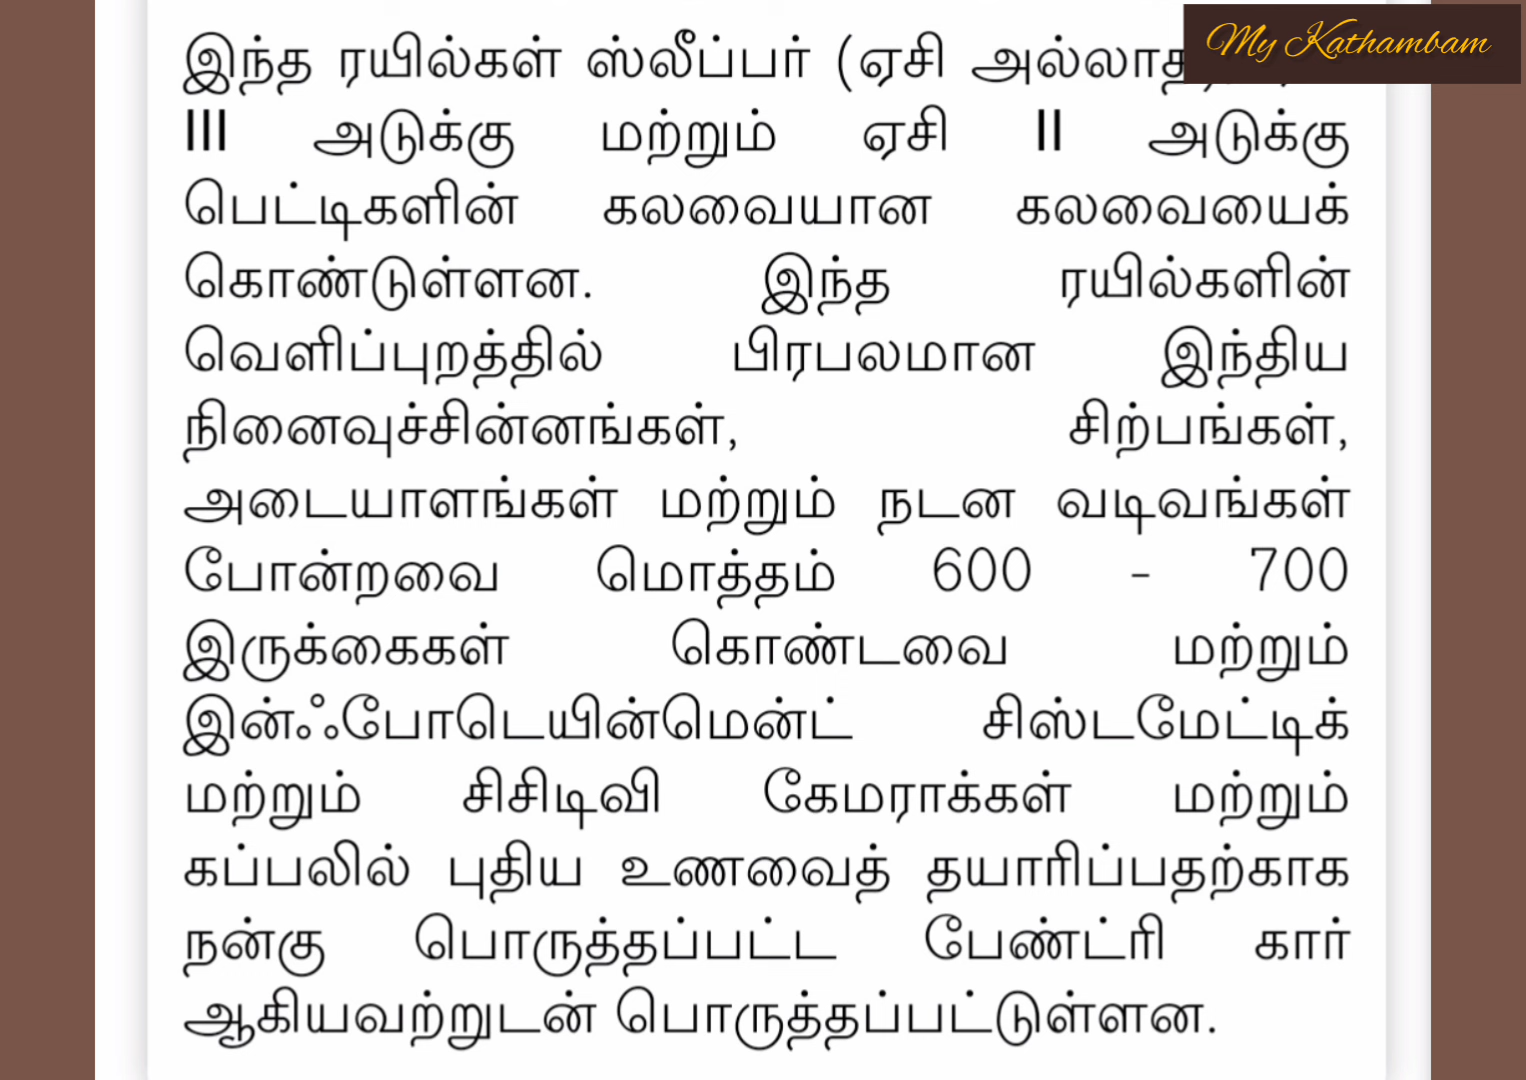 My Kathambam
இந்த ரயில்கள் ஸ்லீப்பர் (ஏசி
III அடுக்கு மற்றும் ஏசி II அடுக்கு
பெட்டிகளின் கலவையான கலவையைக்
கொண்டுள்ளன. இந்த ரயில்களின்
வெளிப்புறத்தில் பிரபலமான இந்திய
நினைவுச்சின்னங்கள், சிற்பங்கள்,
அடையாளங்கள் மற்றும் நடன வடிவங்கள்
போன்றவை மொத்தம் 600 - 700
இருக்கைகள் கொண்டவை மற்றும்
இன்ஃபோடெயின்மென்ட் சிஸ்டமேட்டிக்
மற்றும் சிசிடிவி கேமராக்கள் மற்றும்
கப்பலில் புதிய உணவைத் தயாரிப்பதற்காக
நன்கு பொருத்தப்பட்ட பேண்ட்ரி கார்
ஆகியவற்றுடன் பொருத்தப்பட்டுள்ளன.